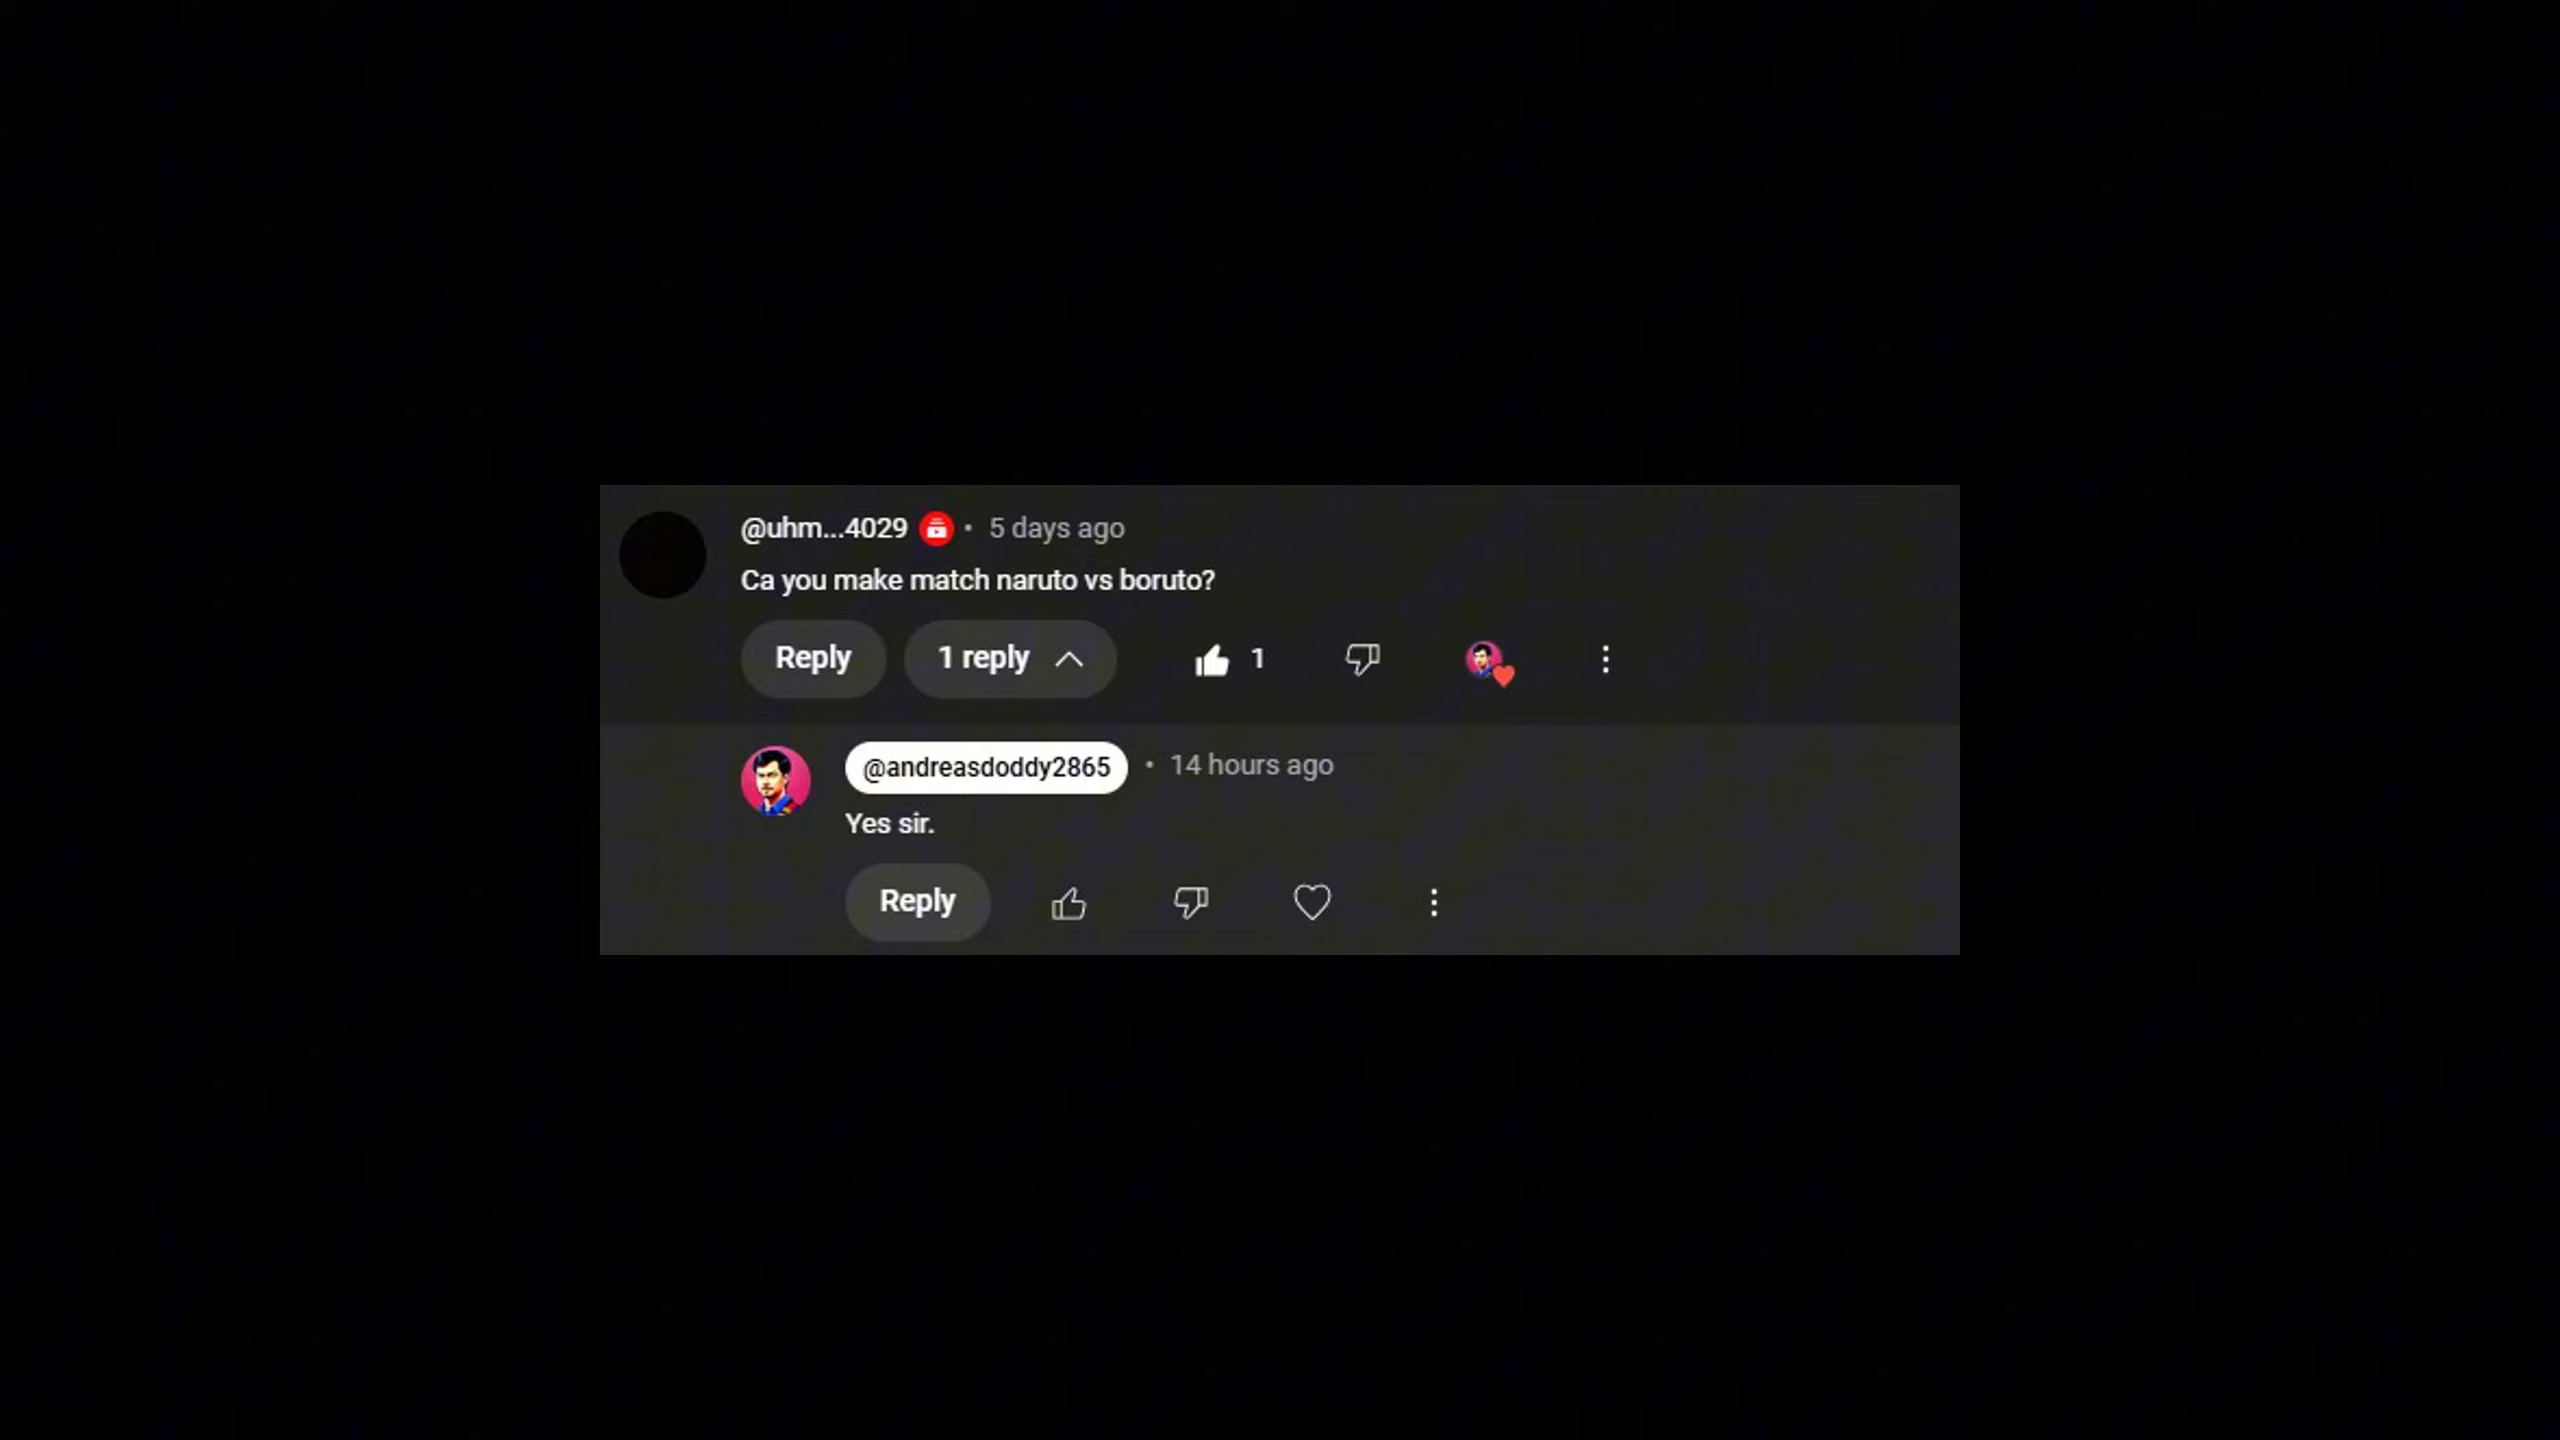 @uhm...4029 • 5 days ago
Ca you make match naruto vs boruto?
Reply 1 reply 1
@andreasdoddy2865 • 14 hours ago
Yes sir.
Reply